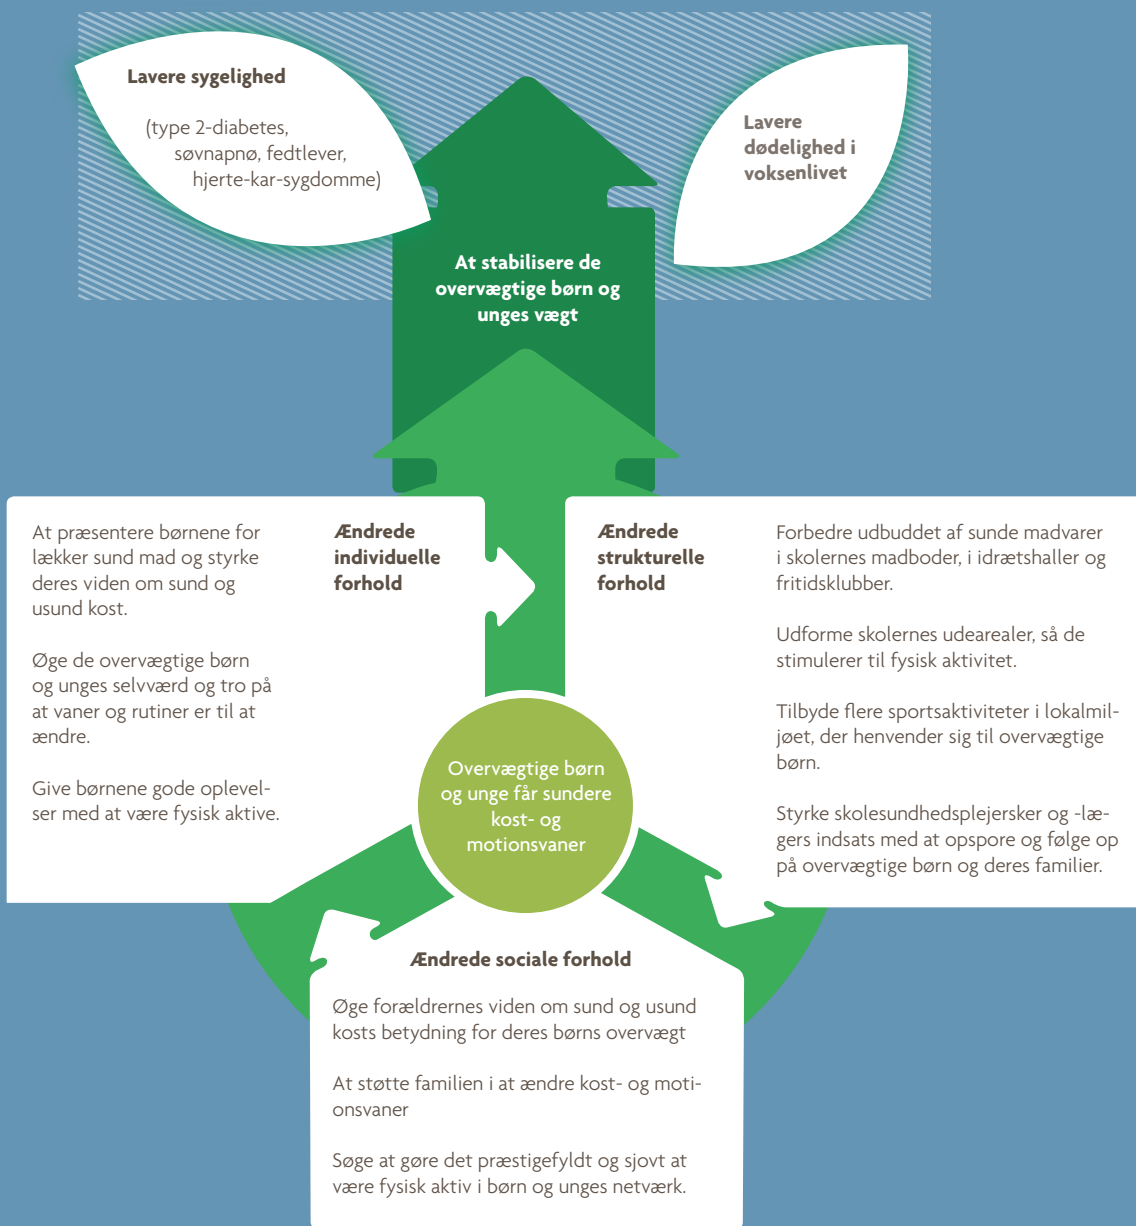 Lavere sygelighed
(type 2-diabetes,
søvnapnø, fedtlever,
hjerte-kar-sygdomme)
Lavere
dødelighed i
voksenlivet
At stabilisere de
overvægtige børn og
unges vægt
At præsentere børnene for
lækker sund mad og styrke
deres viden om sund og
usund kost.
Øge de overvægtige børn
og unges selvværd og tro på
at vaner og rutiner er til at
ændre.
Give børnene gode oplevel-
ser med at være fysisk aktive.
Ændrede
individuelle
forhold
Ændrede
strukturelle
forhold
Forbedre udbuddet af sunde madvarer
i skolernes madboder, i idrætshaller og
fritidsklubber.
Udforme skolernes udearealer, så de
stimulerer til fysisk aktivitet.
Tilbyde flere sportsaktiviteter i lokalmil-
jøet, der henvender sig til overvægtige
børn.
Styrke skolesundhedsplejersker og -læ-
gers indsats med at opspore og følge op
på overvægtige børn og deres familier.
Overvægtige børn
og unge får sundere
kost- og
motionsvaner
Ændrede sociale forhold
Øge forældrernes viden om sund og usund
kosts betydning for deres børns overvægt
At støtte familien i at ændre kost- og moti-
onsvaner
Søge at gøre det præstigefyldt og sjovt at
være fysisk aktiv i børn og unges netværk.